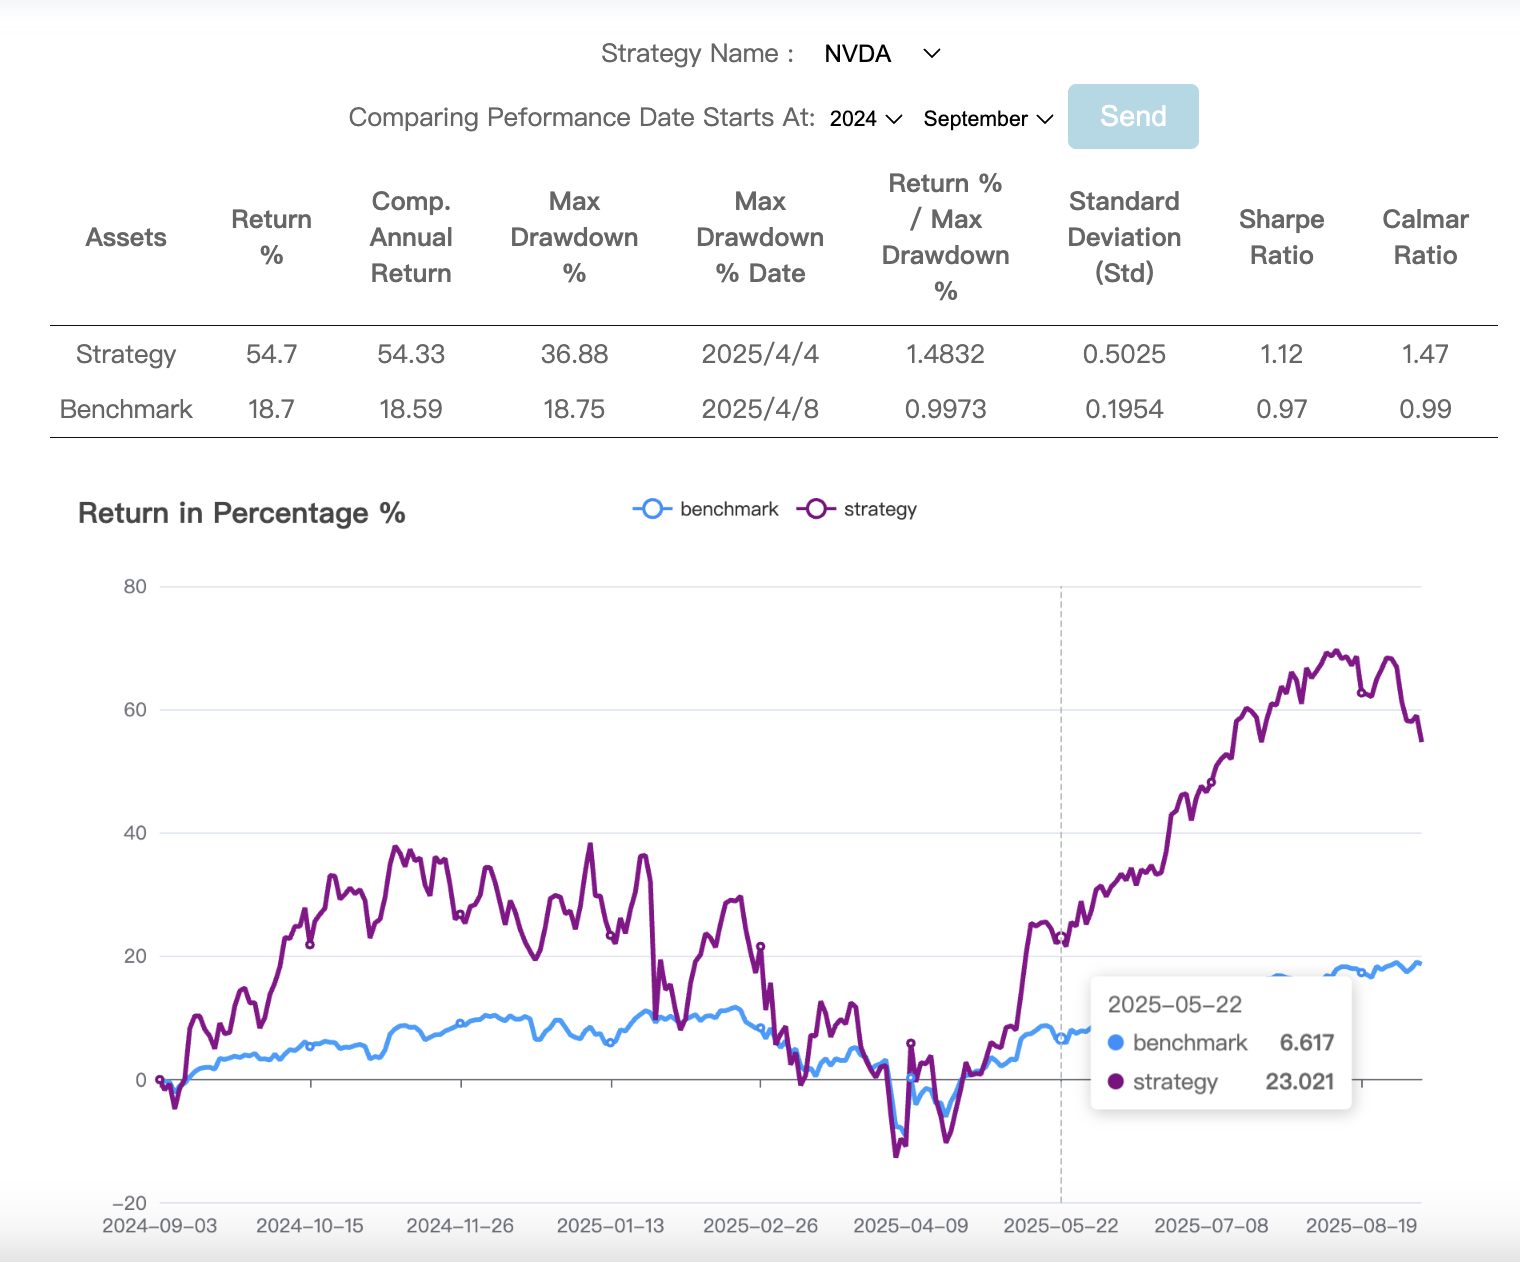 Strategy Name : NVDA
Comparing Peformance Date Starts At: 2024 September Send
Assets Return % Comp. Annual Return Max Drawdown % Max Drawdown % Date Return % / Max Drawdown % Standard Deviation (Std) Sharpe Ratio Calmar Ratio
Strategy 54.7 54.33 36.88 2025/4/4 1.4832 0.5025 1.12 1.47
Benchmark 18.7 18.59 18.75 2025/4/8 0.9973 0.1954 0.97 0.99
Return in Percentage %
benchmark strategy
80
60
40
20
0
-20
2025-05-22
benchmark 6.617
strategy 23.021
2024-09-03 2024-10-15 2024-11-26 2025-01-13 2025-02-26 2025-04-09 2025-05-22 2025-07-08 2025-08-19